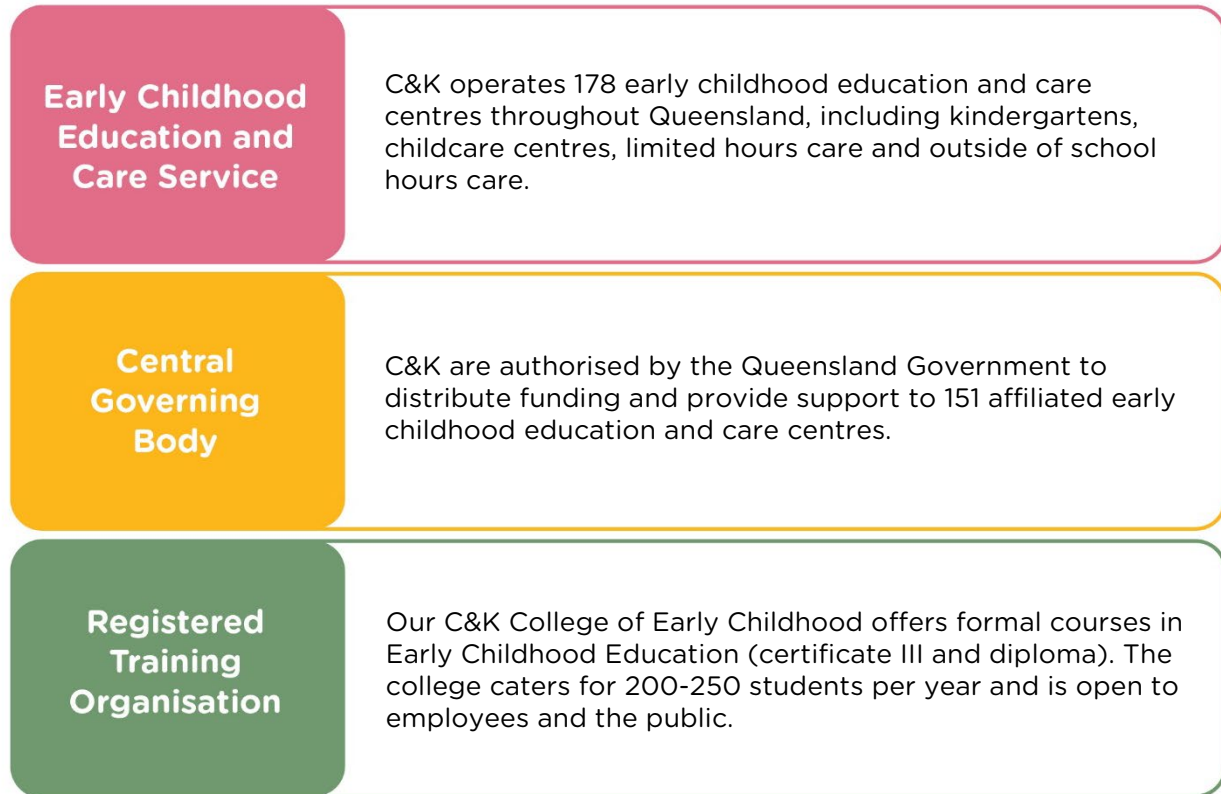 Early Childhood
Education and
Care Service
C&K operates 178 early childhood education and care
centres throughout Queensland, including kindergartens,
childcare centres, limited hours care and outside of school
hours care.
Central
Governing
Body
C&K are authorised by the Queensland Government to
distribute funding and provide support to 151 affiliated early
childhood education and care centres.
Registered
Training
Organisation
Our C&K College of Early Childhood offers formal courses in
Early Childhood Education (certificate III and diploma). The
college caters for 200-250 students per year and is open to
employees and the public.